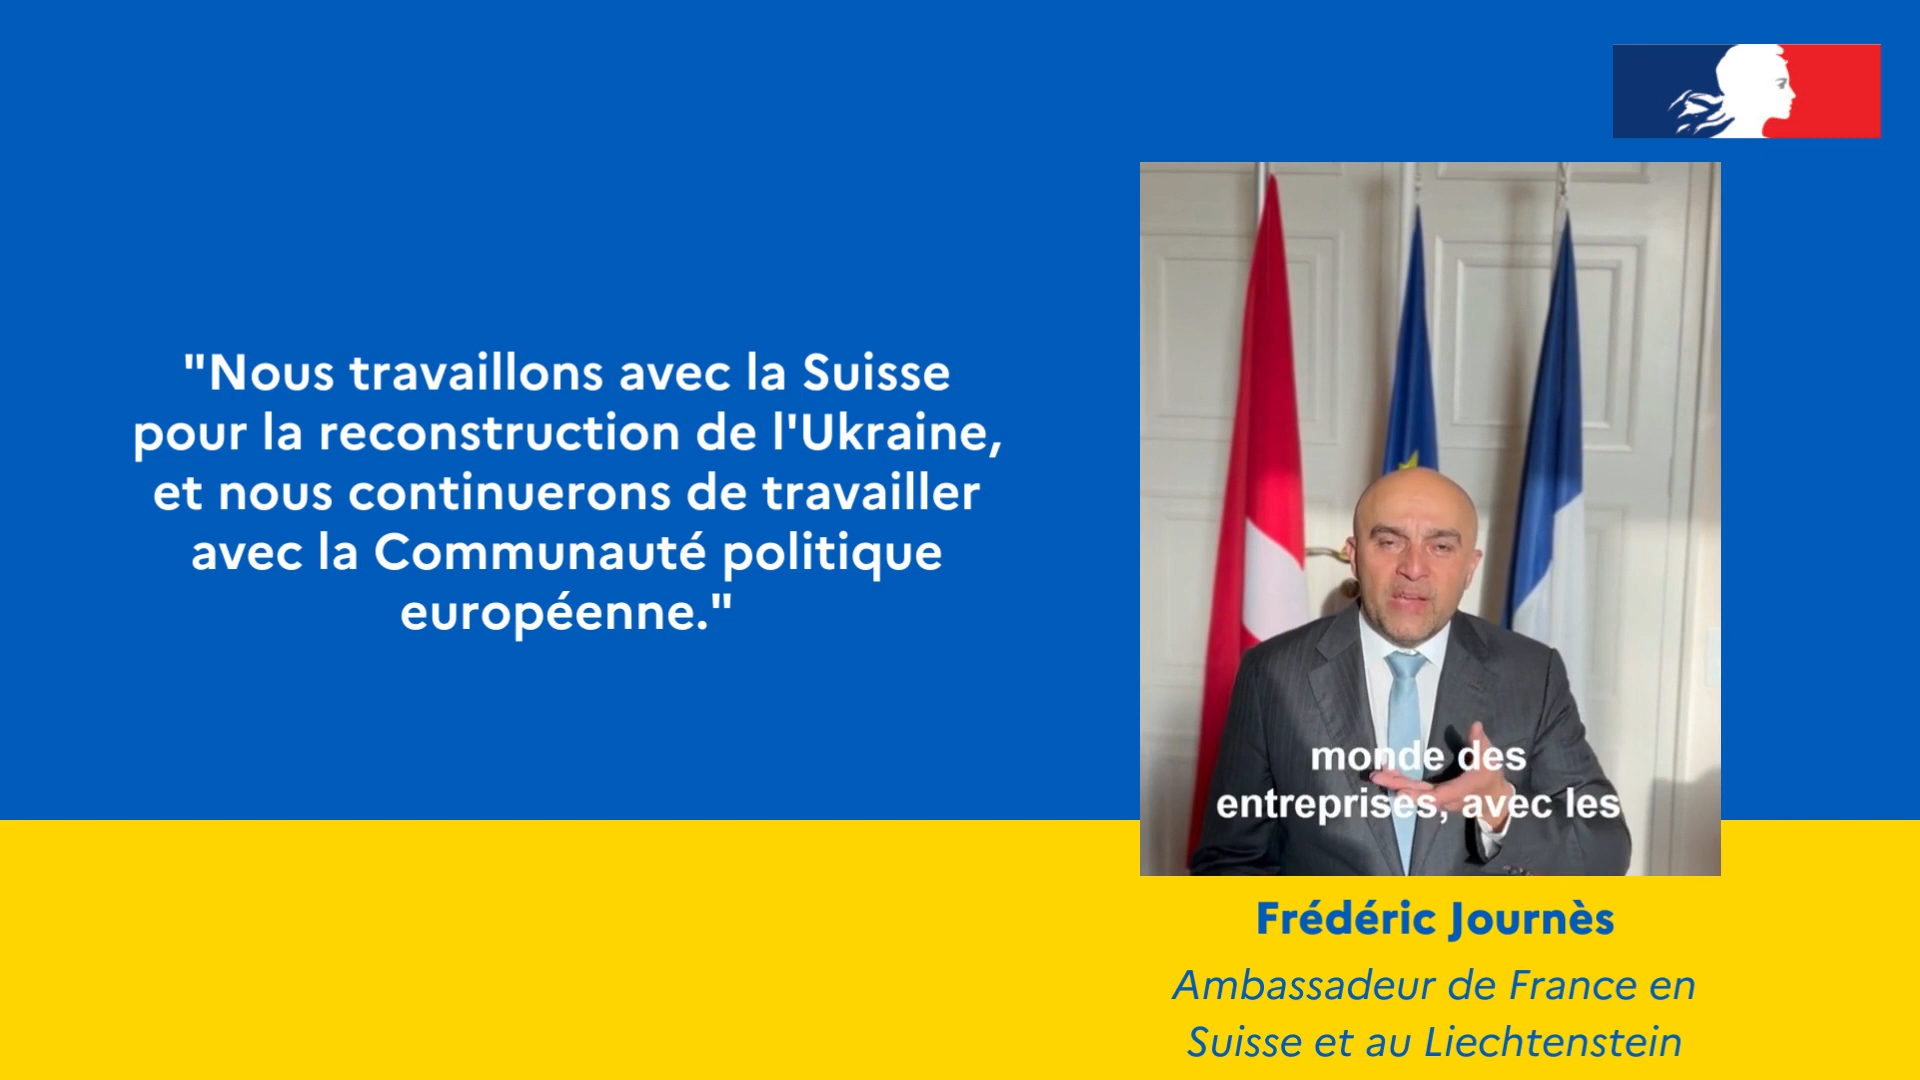 "Nous travaillons avec la Suisse
pour la reconstruction de l'Ukraine,
et nous continuerons de travailler
avec la Communauté politique
européenne."
monde des
entreprises, avec les
Frédéric Journès
Ambassadeur de France en
Suisse et au Liechtenstein